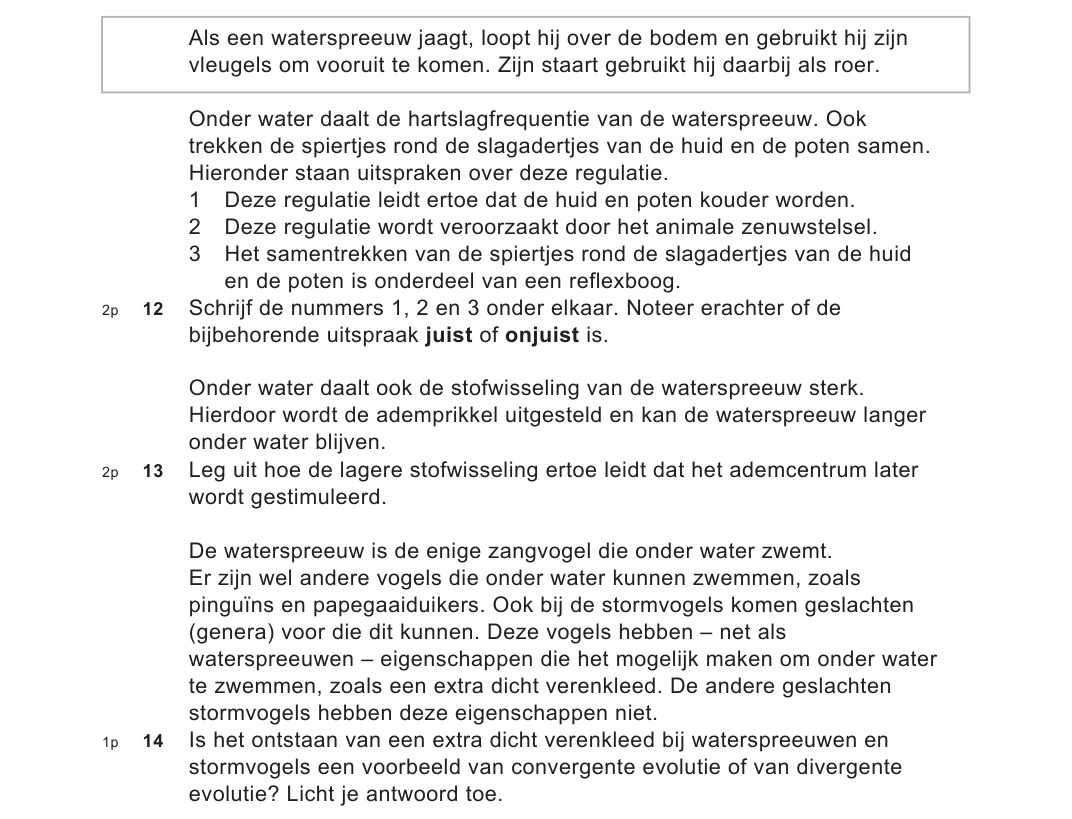 Als een waterspreeuw jaagt, loopt hij over de bodem en gebruikt hij zijn
vleugels om vooruit te komen. Zijn staart gebruikt hij daarbij als roer.
Onder water daalt de hartslagfrequentie van de waterspreeuw. Ook
trekken de spiertjes rond de slagadertjes van de huid en de poten samen.
Hieronder staan uitspraken over deze regulatie.
1 Deze regulatie leidt ertoe dat de huid en poten kouder worden.
2 Deze regulatie wordt veroorzaakt door het animale zenuwstelsel.
3 Het samentrekken van de spiertjes rond de slagadertjes van de huid
en de poten is onderdeel van een reflexboog.
2p 12 Schrijf de nummers 1, 2 en 3 onder elkaar. Noteer erachter of de
bijbehorende uitspraak juist of onjuist is.
Onder water daalt ook de stofwisseling van de waterspreeuw sterk.
Hierdoor wordt de ademprikkel uitgesteld en kan de waterspreeuw langer
onder water blijven.
2p 13 Leg uit hoe de lagere stofwisseling ertoe leidt dat het ademcentrum later
wordt gestimuleerd.
De waterspreeuw is de enige zangvogel die onder water zwemt.
Er zijn wel andere vogels die onder water kunnen zwemmen, zoals
pinguïns en papegaaiduikers. Ook bij de stormvogels komen geslachten
(genera) voor die dit kunnen. Deze vogels hebben – net als
waterspreeuwen – eigenschappen die het mogelijk maken om onder water
te zwemmen, zoals een extra dicht verenkleed. De andere geslachten
stormvogels hebben deze eigenschappen niet.
1p 14 Is het ontstaan van een extra dicht verenkleed bij waterspreeuwen en
stormvogels een voorbeeld van convergente evolutie of van divergente
evolutie? Licht je antwoord toe.